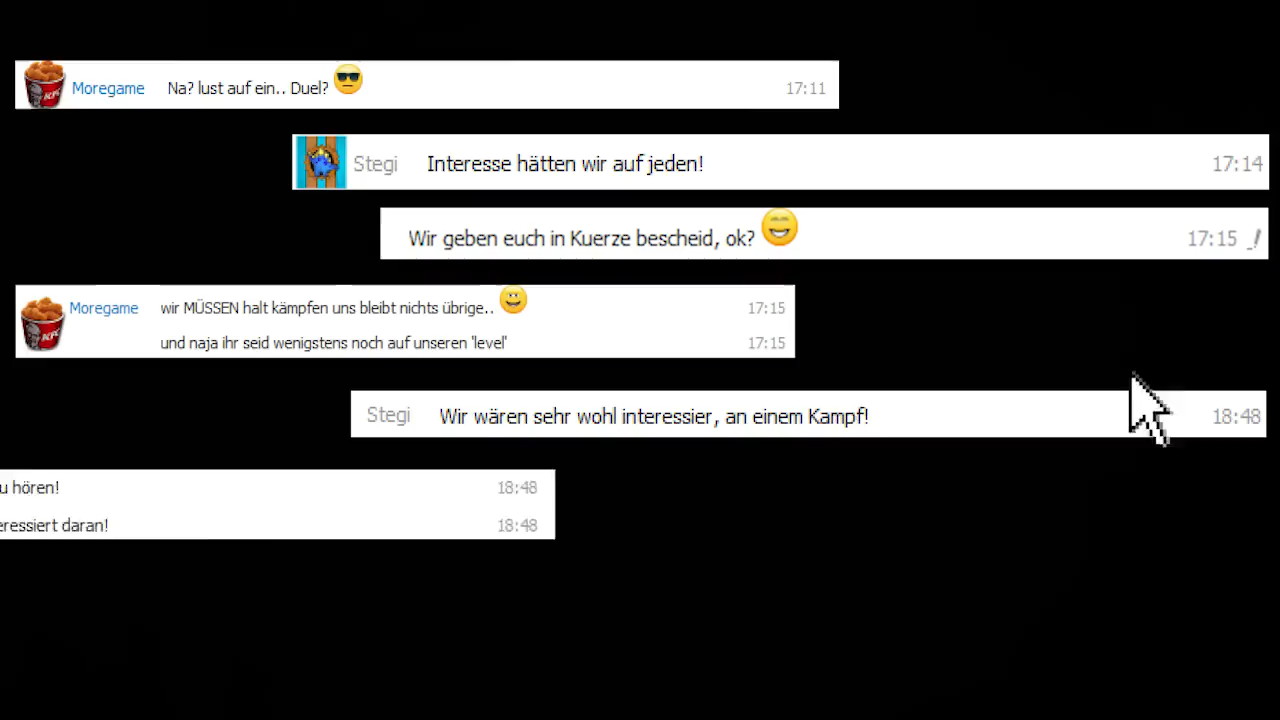 Moregame Na? lust auf ein.. Duel? 17:11
Stegi Interesse hätten wir auf jeden! 17:14
Wir geben euch in Kuerze bescheid, ok? 17:15
Moregame wir MÜSSEN halt kämpfen uns bleibt nichts übrige.. 17:15
und naja ihr seid wenigstens noch auf unseren 'level' 17:15
Stegi Wir wären sehr wohl interessier, an einem Kampf! 18:48
u hören! 18:48
eressiert daran! 18:48